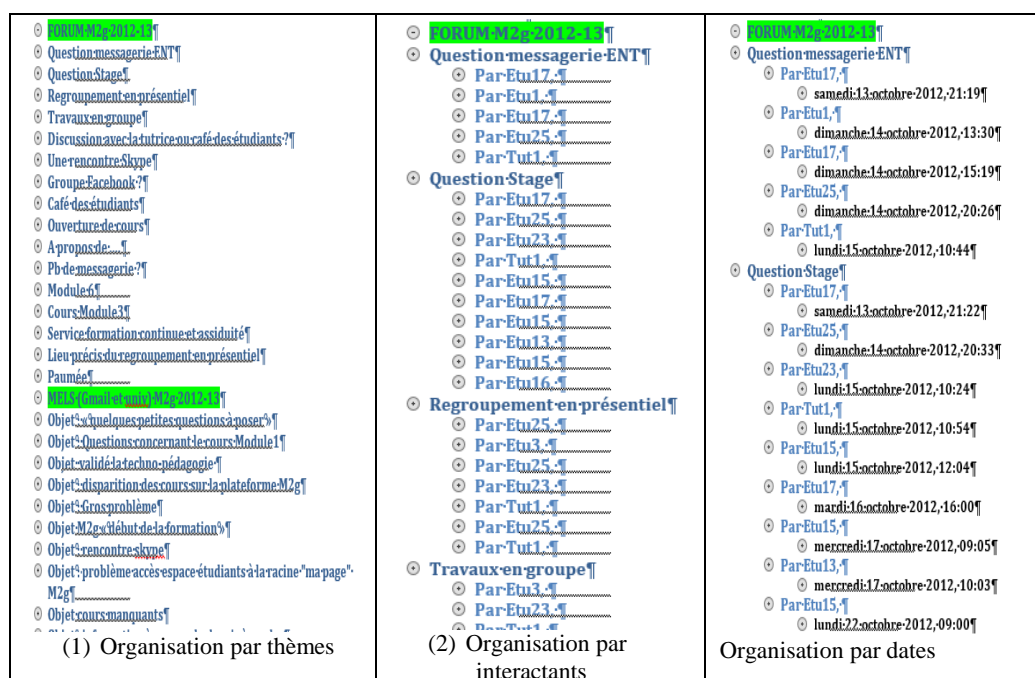 FORUM·M2g·2012-13¶
Question·messagerie·ENT¶
Question·Stage¶
Regroupement·en·présentiel¶
Travaux·en·groupe¶
Discussion·avec·la·tutrice·ou·café·des·étudiants·?¶
Une·rencontre·Skype¶
Groupe·Facebook·?¶
Café·des·étudiants¶
Ouverture·de·cours¶
A·propos·de·...¶
Pb·de·messagerie·?¶
Module·6¶
Cours·Module3¶
Service·formation·continue·et·assiduité¶
Lieu·précis·du·regroupement·en·présentiel¶
Paumée¶
MELS·(Gmail·et·univ)·M2g·2012-13¶
Objet°:·«°quelques·petites·questions·à·poser°»¶
Objet°:·Questions·concernant·le·cours·Module1¶
Objet·:validé·la·techno-pédagogie·¶
Objet°:·disparition·des·cours·sur·la·plateforme·M2g¶
Objet°:·Gros·problème¶
Objet:M2g·«°début·de·la·formation°»¶
Objet°:·rencontre·skype¶
Objet°:·problème·accès·espace·étudiants·à·la·racine·"ma·page"·
M2g¶
Objet:cours·manquants¶
(1) Organisation par thèmes
FORUM·M2g·2012-13¶
Question·messagerie·ENT¶
Par·Etu17,·¶
Par·Etu1,·¶
Par·Etu17,·¶
Par·Etu25,·¶
Par·Tut1,·¶
Question·Stage¶
Par·Etu17,·¶
Par·Etu25,·¶
Par·Etu23,·¶
Par·Tut1,·¶
Par·Etu15,·¶
Par·Etu17,·¶
Par·Etu15,·¶
Par·Etu13,·¶
Par·Etu15,·¶
Par·Etu16,·¶
Regroupement·en·présentiel¶
Par·Etu25,·¶
Par·Etu3,·¶
Par·Etu25,·¶
Par·Etu23,·¶
Par·Tut1,·¶
Par·Etu25,·¶
Par·Tut1,·¶
Travaux·en·groupe¶
Par·Etu3,·¶
Par·Etu23,·¶
Par·Tut1,·¶
(2) Organisation par
interactants
FORUM·M2g·2012-13¶
Question·messagerie·ENT¶
Par·Etu17,·¶
samedi·13·octobre·2012,·21:19¶
Par·Etu1,·¶
dimanche·14·octobre·2012,·13:30¶
Par·Etu17,·¶
dimanche·14·octobre·2012,·15:19¶
Par·Etu25,·¶
dimanche·14·octobre·2012,·20:26¶
Par·Tut1,·¶
lundi·15·octobre·2012,·10:44¶
Question·Stage¶
Par·Etu17,·¶
samedi·13·octobre·2012,·21:22¶
Par·Etu25,·¶
dimanche·14·octobre·2012,·20:33¶
Par·Etu23,·¶
lundi·15·octobre·2012,·10:24¶
Par·Tut1,·¶
lundi·15·octobre·2012,·10:54¶
Par·Etu15,·¶
lundi·15·octobre·2012,·12:04¶
Par·Etu17,·¶
mardi·16·octobre·2012,·16:00¶
Par·Etu15,·¶
mercredi·17·octobre·2012,·09:05¶
Par·Etu13,·¶
mercredi·17·octobre·2012,·10:03¶
Par·Etu15,·¶
lundi·22·octobre·2012,·09:00¶
Organisation par dates